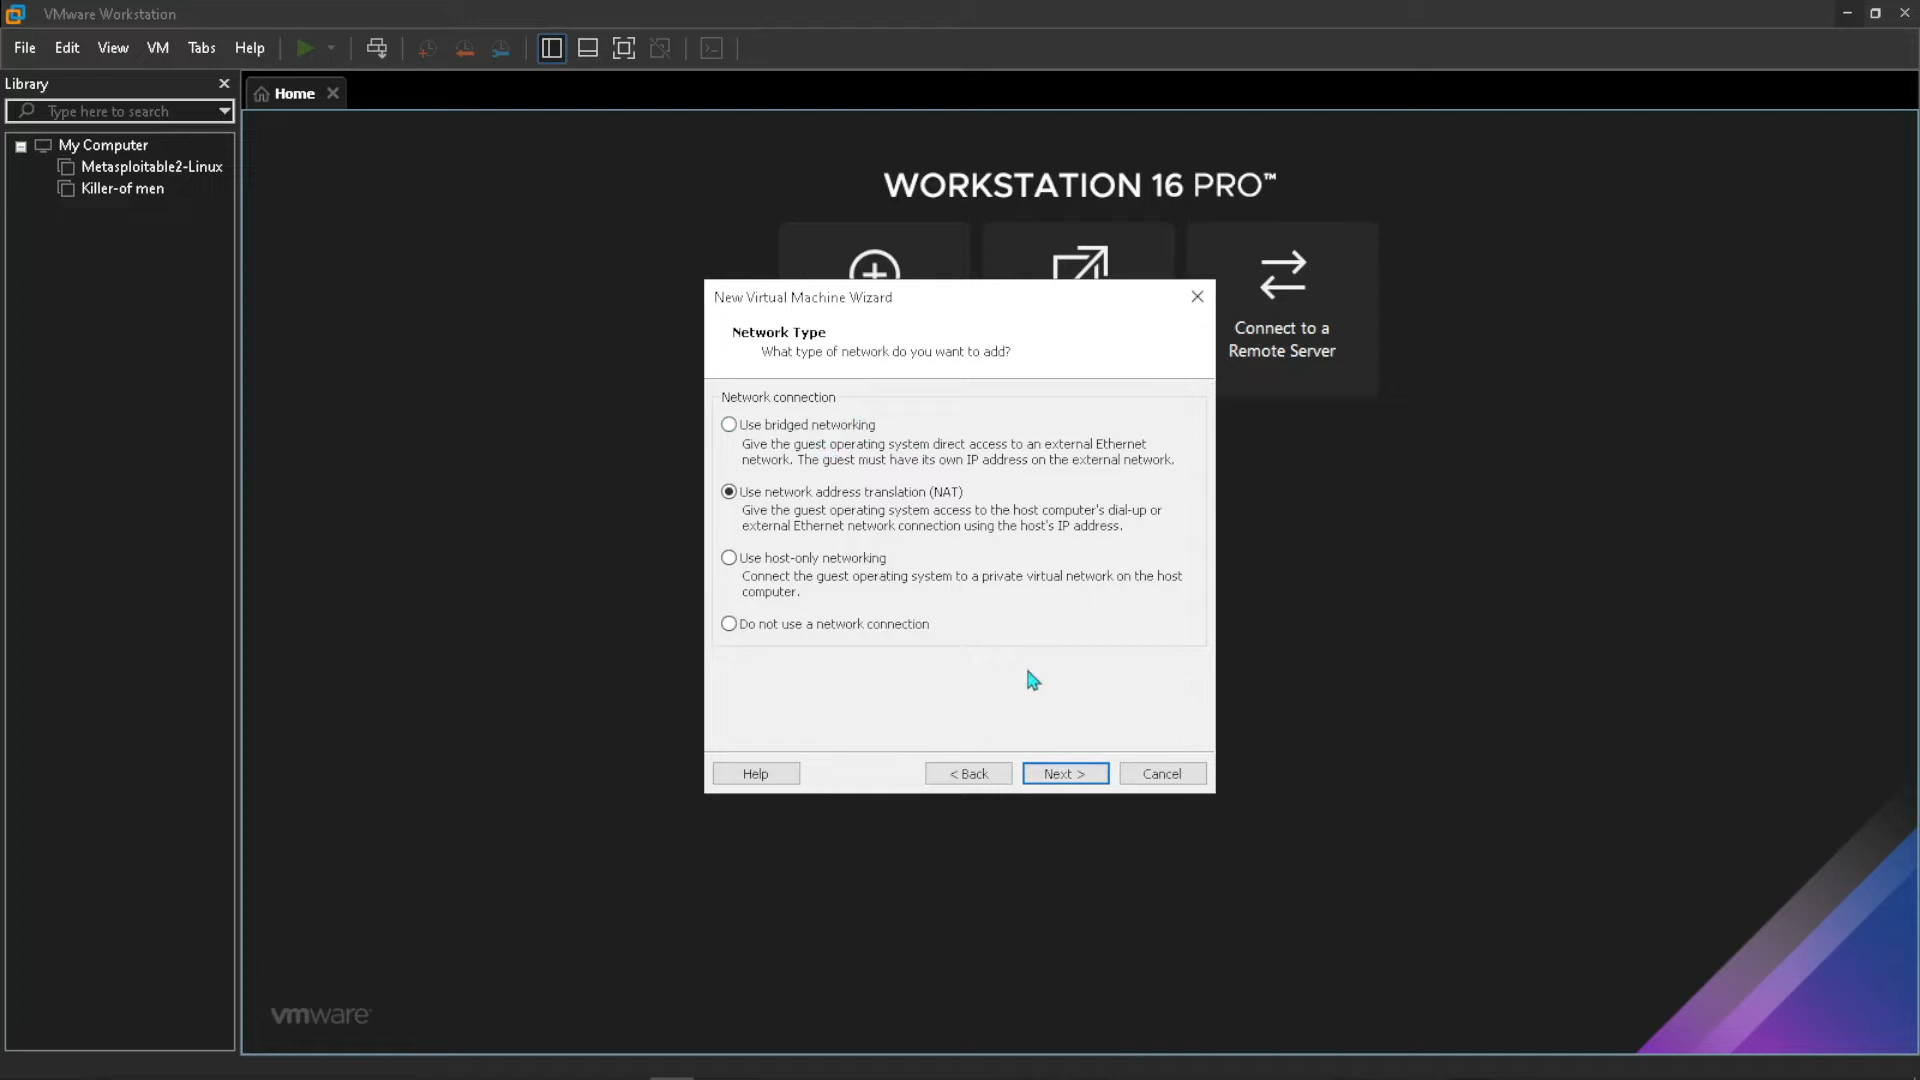 VMware Workstation
File Edit View VM Tabs Help
Library
Home
Type here to search
My Computer
Metasploitable2-Linux
Killer-of men
WORKSTATION 16 PRO™
Connect to a
Remote Server
New Virtual Machine Wizard
Network Type
What type of network do you want to add?
Network connection
Use bridged networking
Give the guest operating system direct access to an external Ethernet
network. The guest must have its own IP address on the external network.
Use network address translation (NAT)
Give the guest operating system access to the host computer's dial-up or
external Ethernet network connection using the host's IP address.
Use host-only networking
Connect the guest operating system to a private virtual network on the host
computer.
Do not use a network connection
Help < Back Next > Cancel
vmware